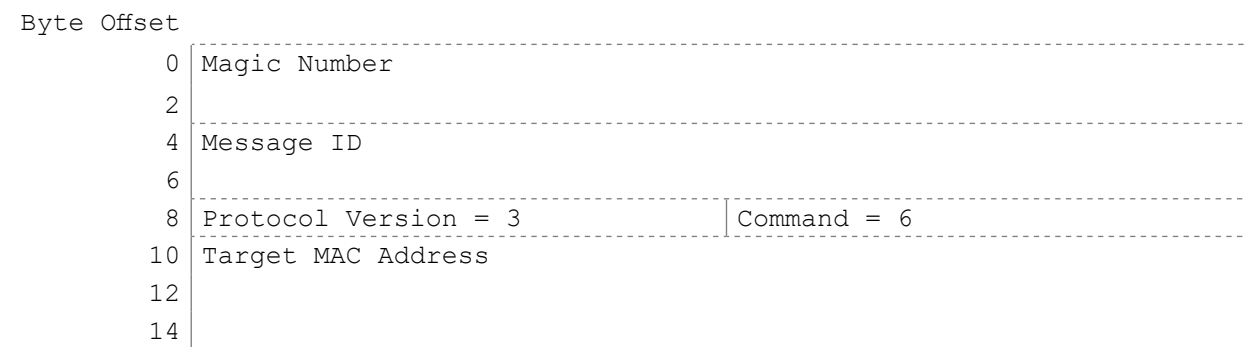 Byte Offset
0 Magic Number
2
4 Message ID
6
8 Protocol Version = 3 Command = 6
10 Target MAC Address
12
14